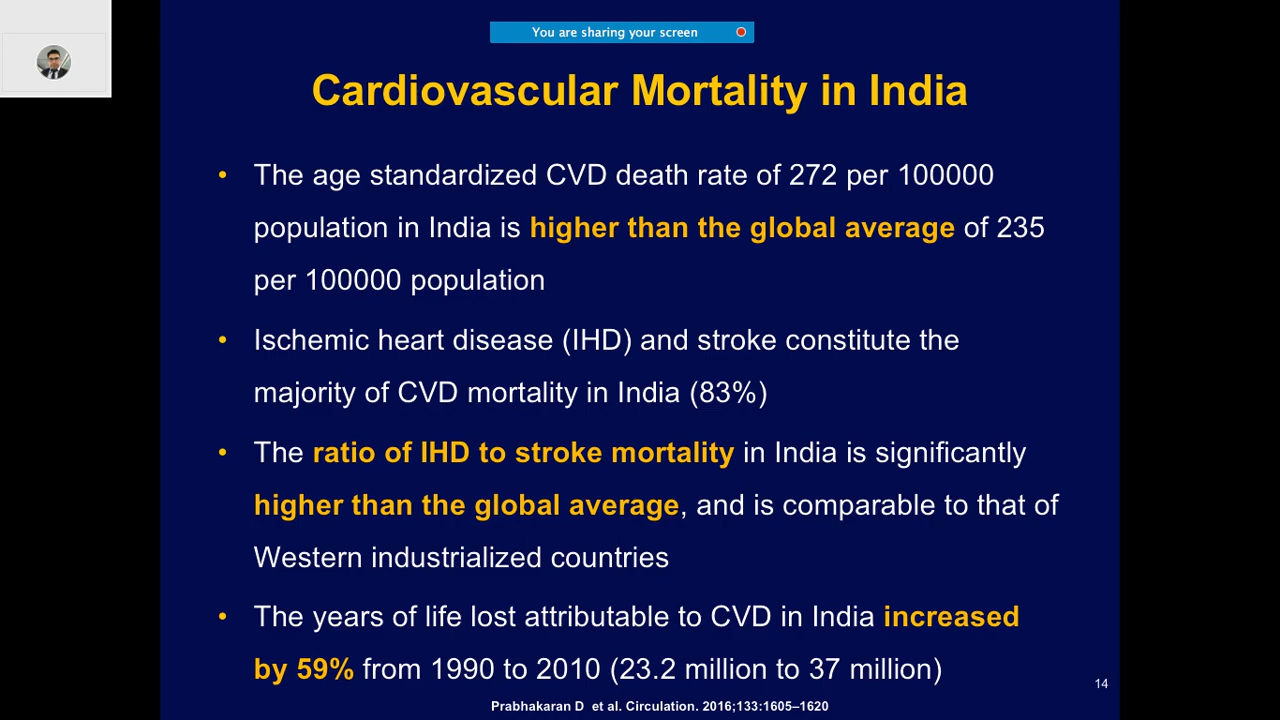 You are sharing your screen
Cardiovascular Mortality in India
• The age standardized CVD death rate of 272 per 100000
population in India is higher than the global average of 235
per 100000 population
• Ischemic heart disease (IHD) and stroke constitute the
majority of CVD mortality in India (83%)
• The ratio of IHD to stroke mortality in India is significantly
higher than the global average, and is comparable to that of
Western industrialized countries
• The years of life lost attributable to CVD in India increased
by 59% from 1990 to 2010 (23.2 million to 37 million)
14
Prabhakaran D et al. Circulation. 2016;133:1605–1620